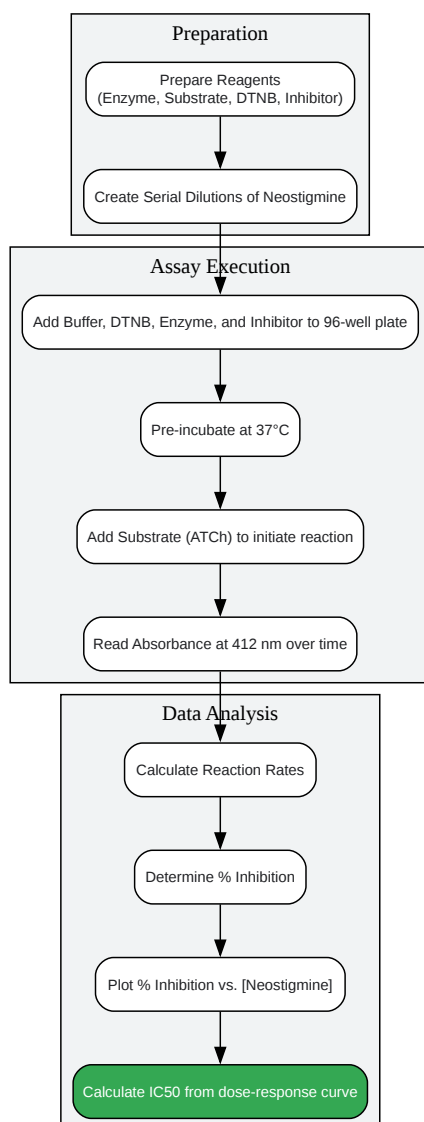 Preparation
Prepare Reagents
(Enzyme, Substrate, DTNB, Inhibitor)
Create Serial Dilutions of Neostigmine
Assay Execution
Add Buffer, DTNB, Enzyme, and Inhibitor to 96-well plate
Pre-incubate at 37°C
Add Substrate (ATCh) to initiate reaction
Read Absorbance at 412 nm over time
Data Analysis
Calculate Reaction Rates
Determine % Inhibition
Plot % Inhibition vs. [Neostigmine]
Calculate IC50 from dose-response curve